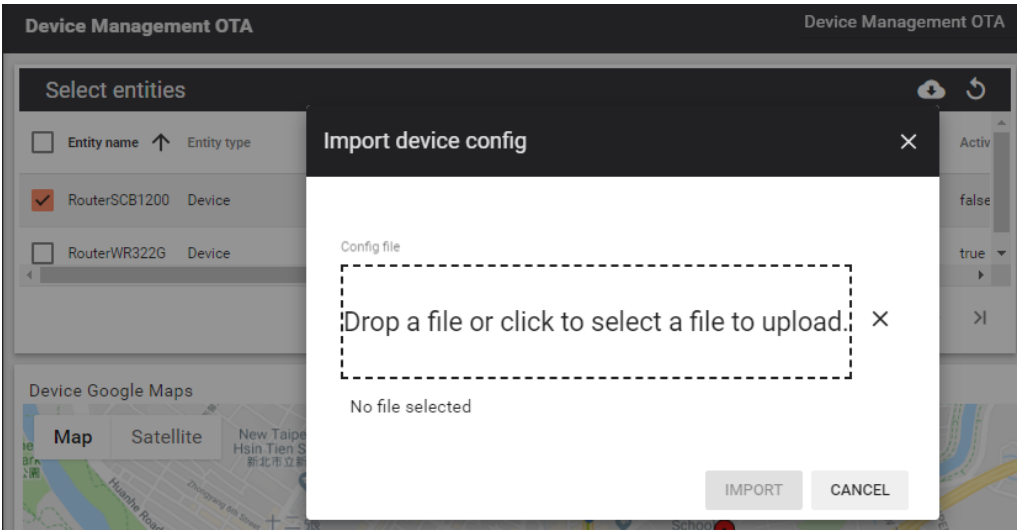 Device Management OTA
Device Management OTA
Select entities
Entity name
Entity type
Activ
RouterSCB1200
Device
false
RouterWR322G
Device
true
Import device config
Config file
Drop a file or click to select a file to upload.
No file selected
IMPORT
CANCEL
Device Google Maps
Map
Satellite
New Taipe
Hsin Tien S
新北市立新
Huanhe Road
School